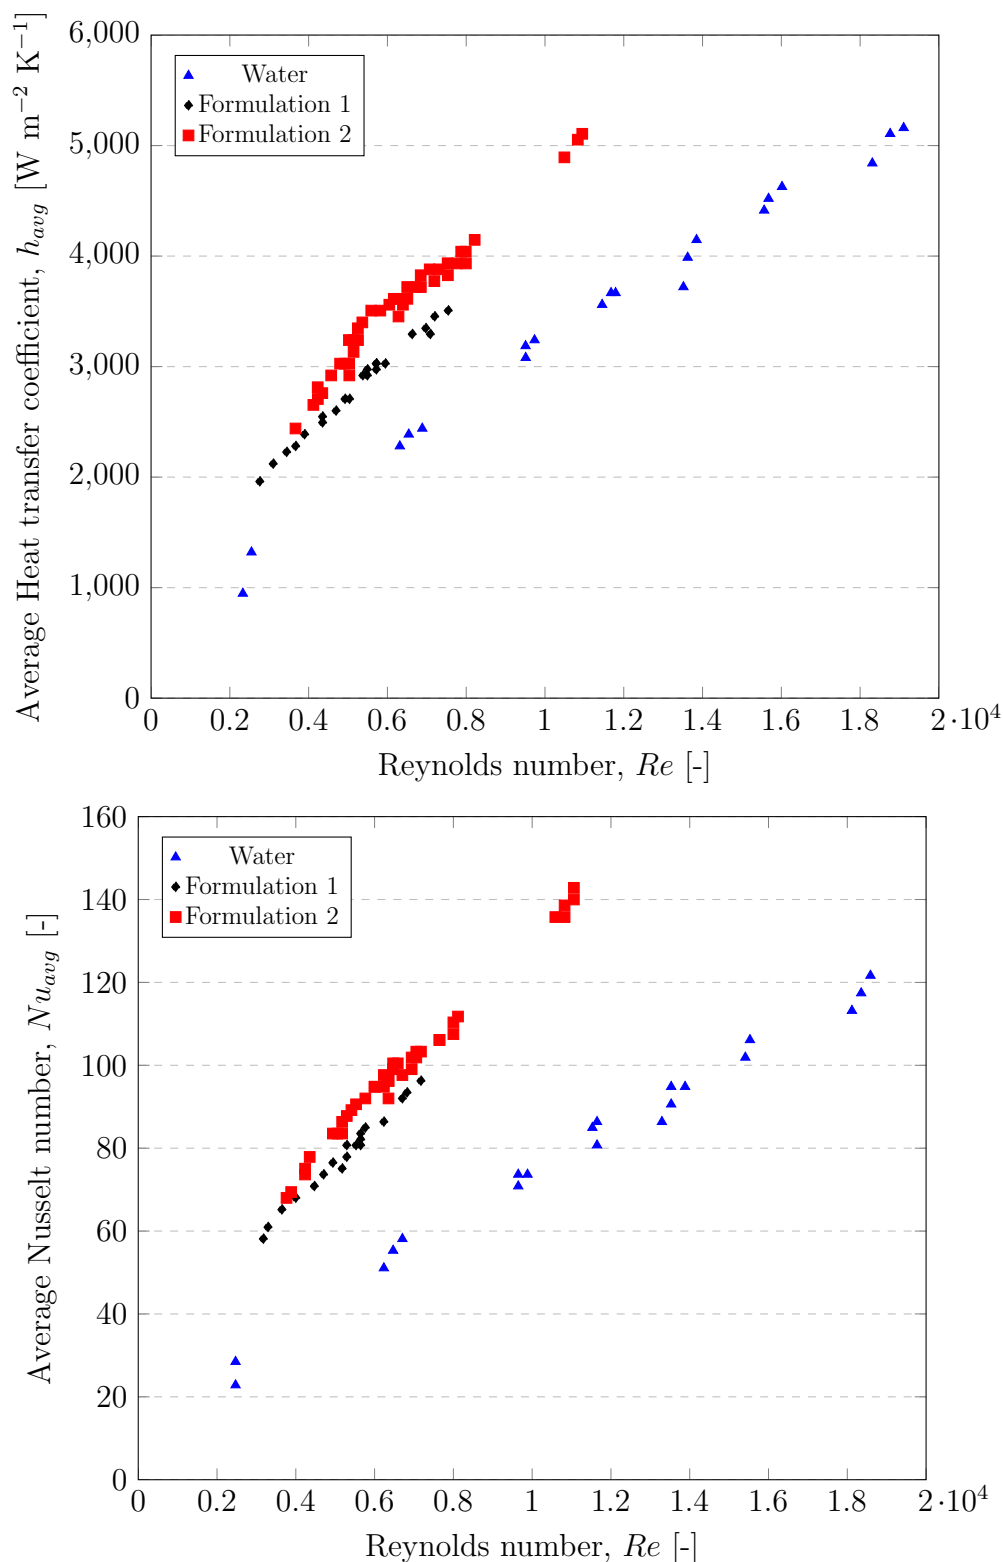 6,000
5,000
4,000
3,000
2,000
1,000
0
Average Heat transfer coefficient, h_avg [W m⁻² K⁻¹]
Water
Formulation 1
Formulation 2
0 0.2 0.4 0.6 0.8 1 1.2 1.4 1.6 1.8 2 ·10⁴
Reynolds number, Re [-]
160
140
120
100
80
60
40
20
0
Average Nusselt number, Nu_avg [-]
Water
Formulation 1
Formulation 2
0 0.2 0.4 0.6 0.8 1 1.2 1.4 1.6 1.8 2 ·10⁴
Reynolds number, Re [-]